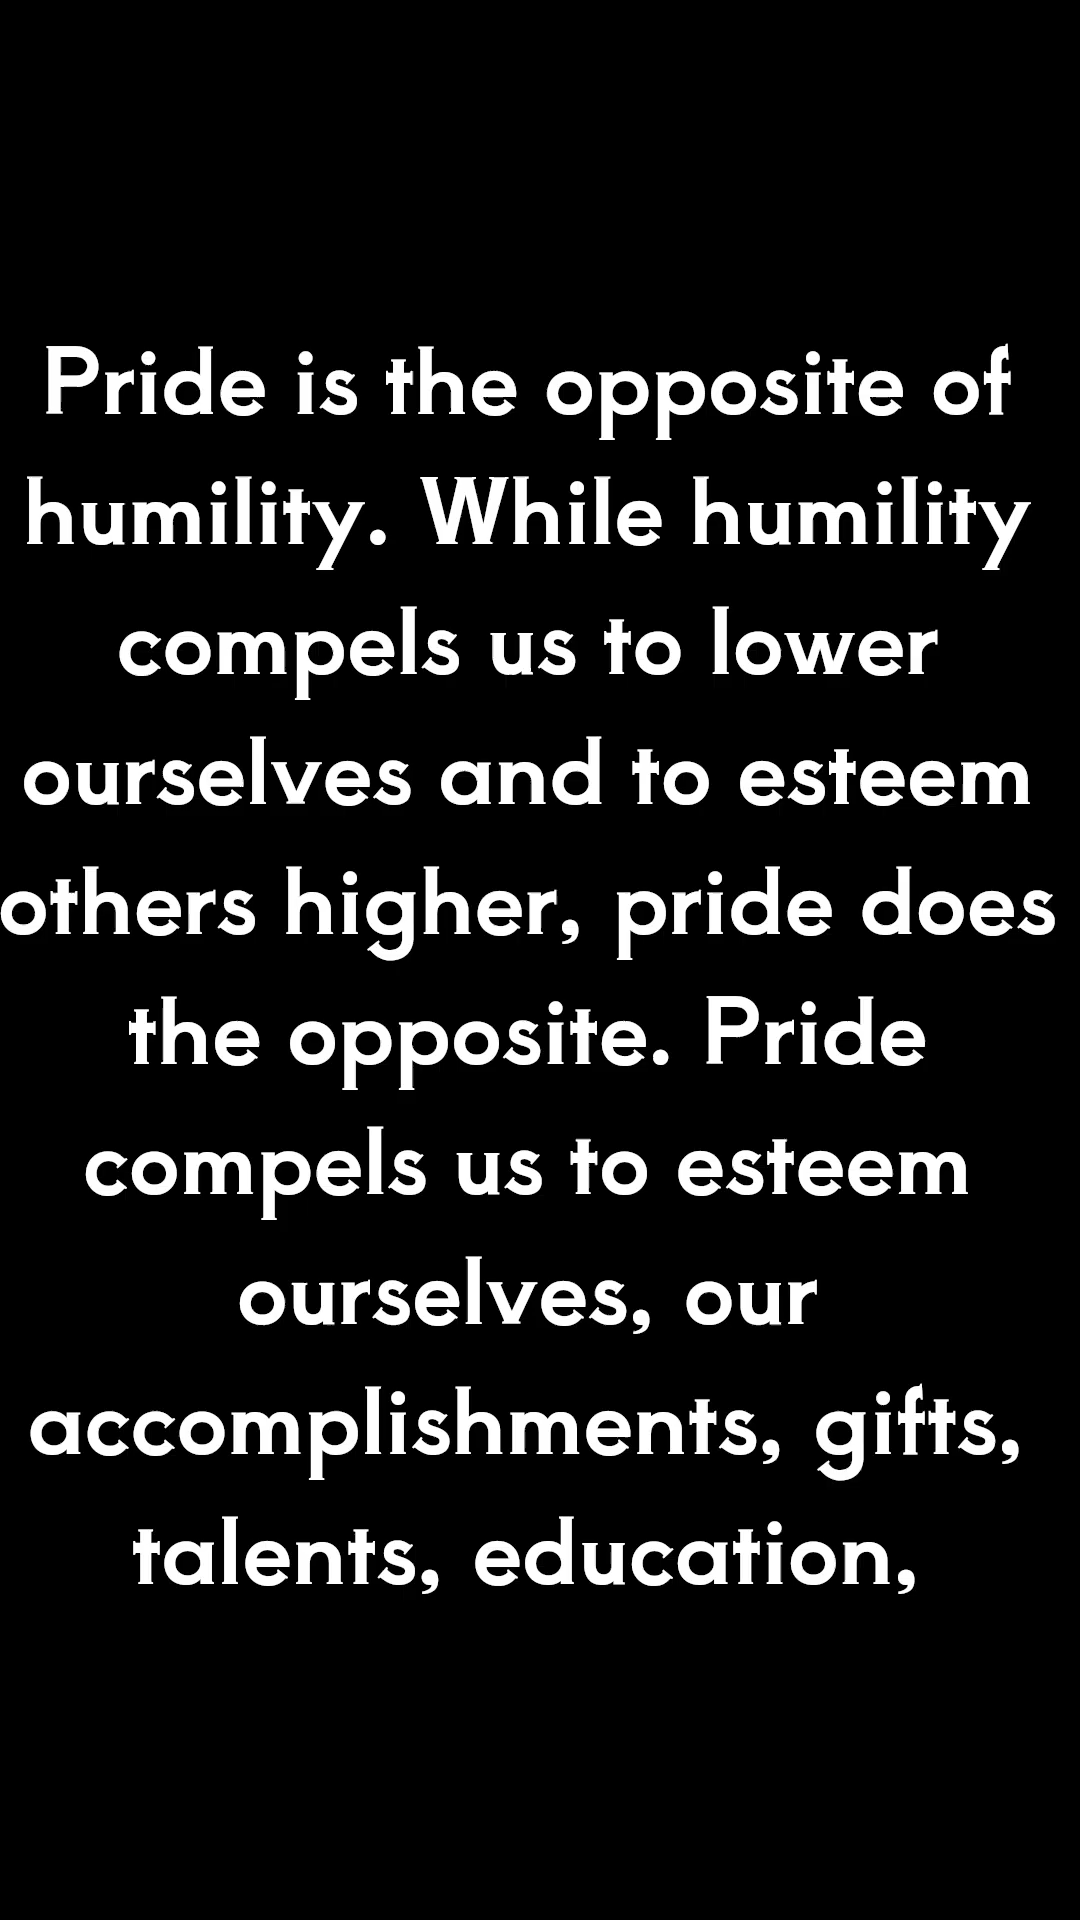 Pride is the opposite of
humility. While humility
compels us to lower
ourselves and to esteem
others higher, pride does
the opposite. Pride
compels us to esteem
ourselves, our
accomplishments, gifts,
talents, education,